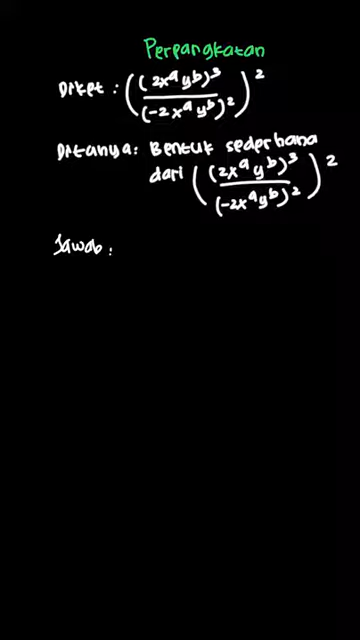 Perpangkatan
Diket : ((2x^a y^b)^3 / (-2x^a y^b)^2)^2
Ditanya : Bentuk sederhana
dari ((2x^a y^b)^3 / (-2x^a y^b)^2)^2
Jawab :